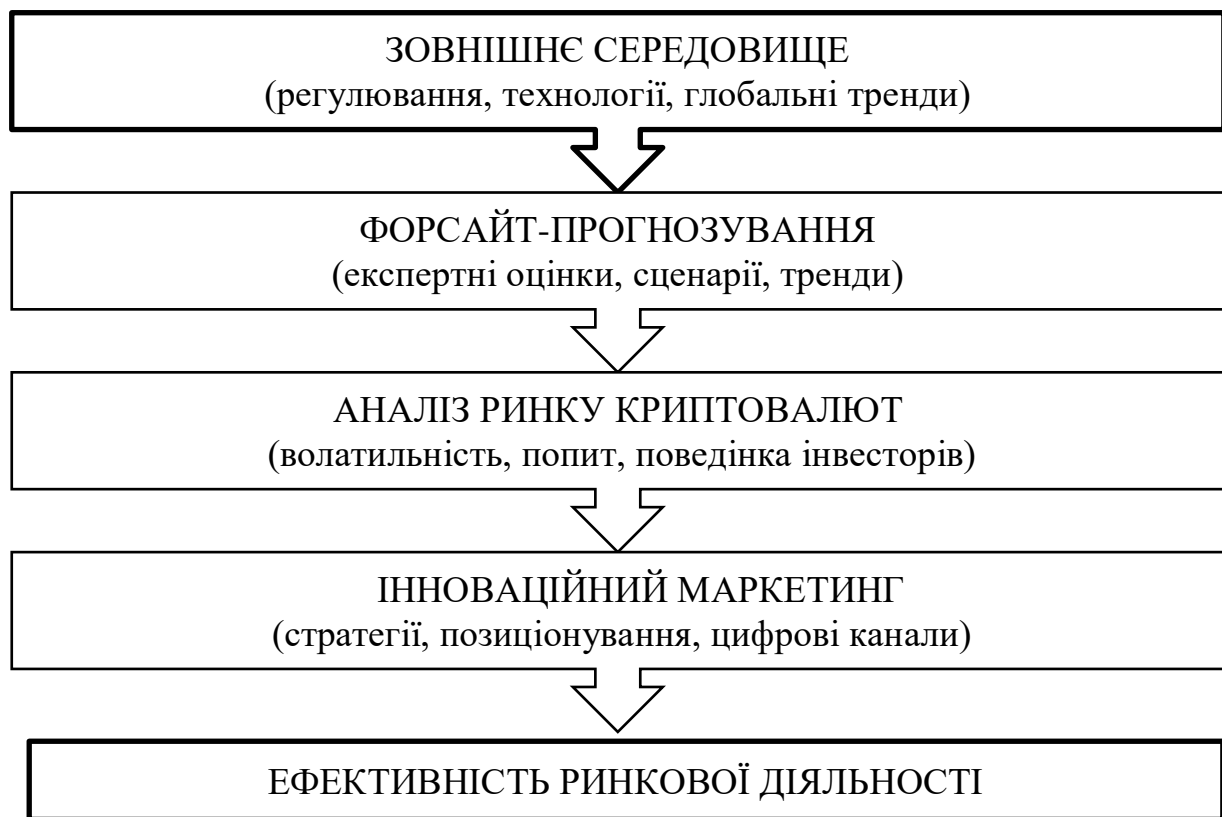 ЗОВНІШНЄ СЕРЕДОВИЩЕ
(регулювання, технології, глобальні тренди)
ФОРСАЙТ-ПРОГНОЗУВАННЯ
(експертні оцінки, сценарії, тренди)
АНАЛІЗ РИНКУ КРИПТОВАЛЮТ
(волатильність, попит, поведінка інвесторів)
ІННОВАЦІЙНИЙ МАРКЕТИНГ
(стратегії, позиціонування, цифрові канали)
ЕФЕКТИВНІСТЬ РИНКОВОЇ ДІЯЛЬНОСТІ